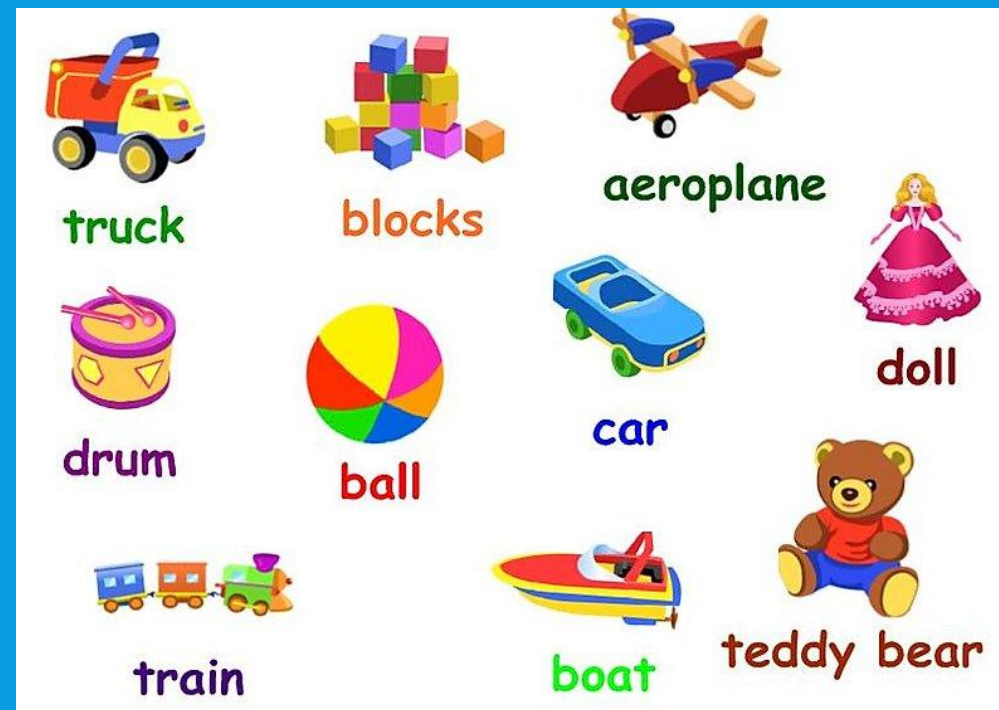 truck
blocks
aeroplane
drum
ball
car
doll
train
boat
teddy bear